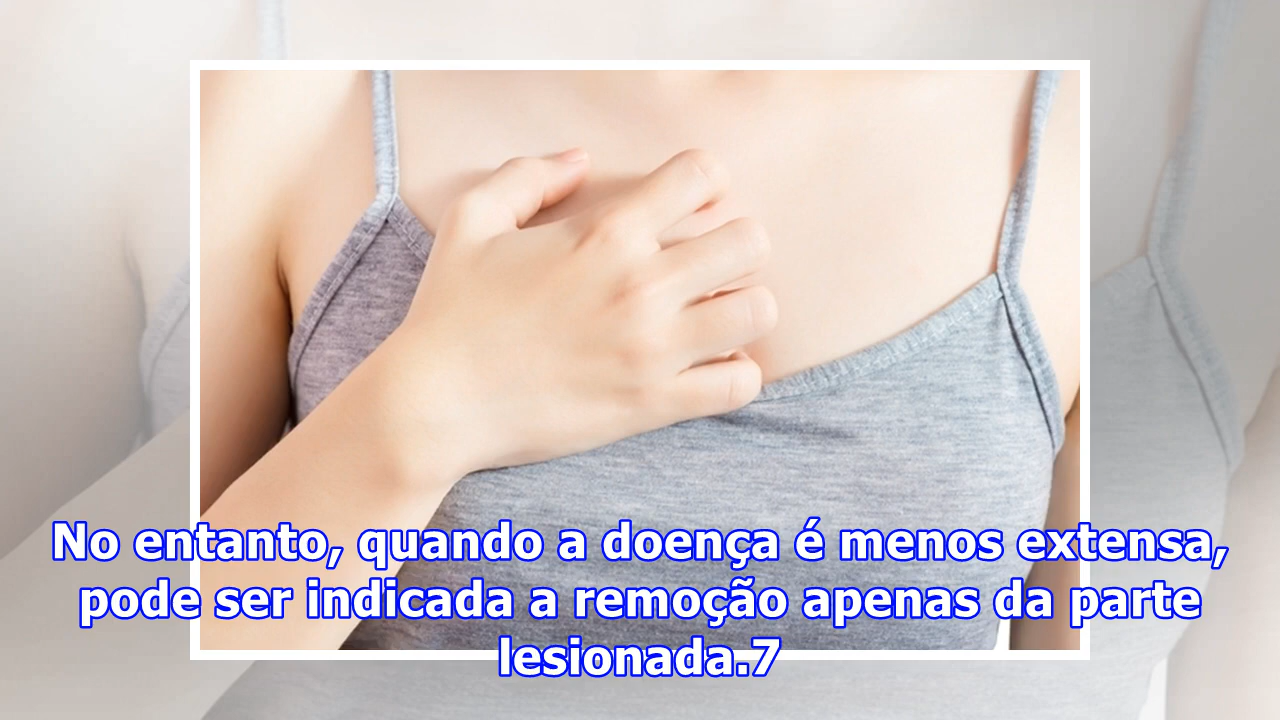 No entanto, quando a doença é menos extensa,
pode ser indicada a remoção apenas da parte
lesionada.7